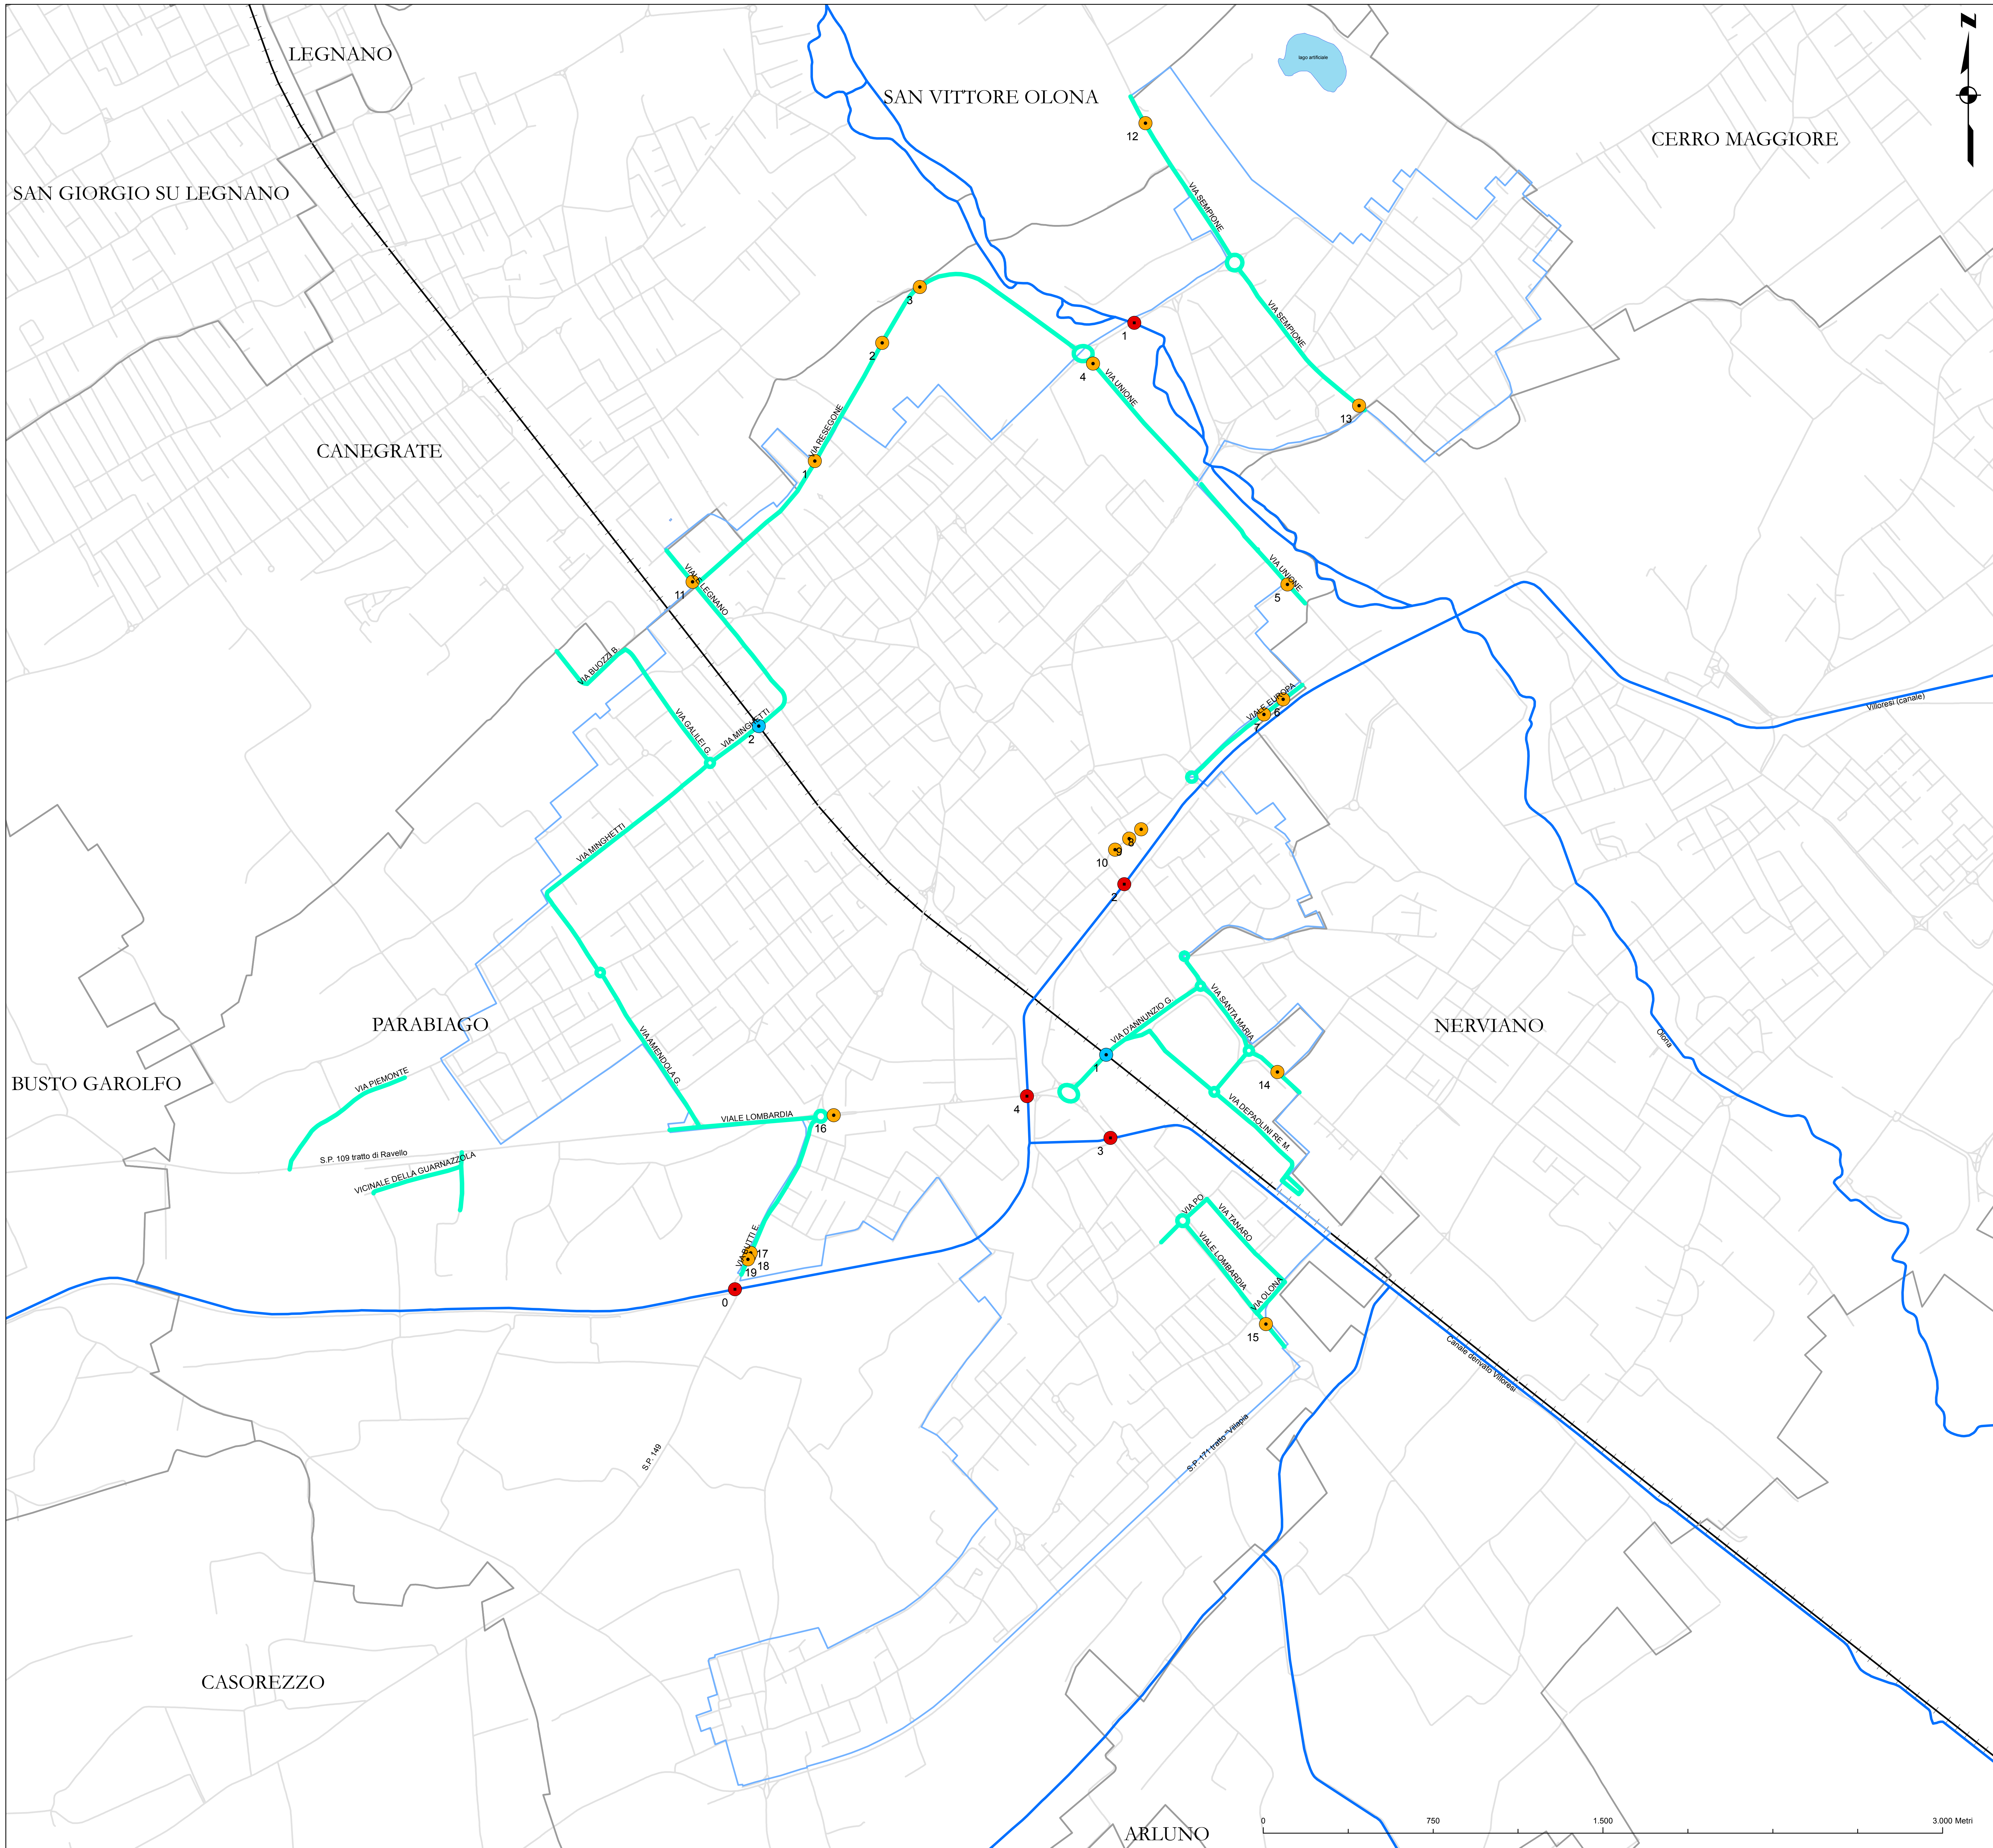 LEGNANO
lago artificiale
SAN VITTORE OLONA
N
12
CERRO MAGGIORE
SAN GIORGIO SU LEGNANO
VIA SEMPIONE
3
VIA SEMPIONE
1
2
4
VIA UNIONE
13
VIA RESEGONE
CANEGRATE
1
VIALE LEGNANO
11
VIA UNIONE
5
VIA BUOZZI B.
VIALE EUROPA
6
7
Villoresi (canale)
VIA GALILEI G.
VIA MINGHETTI
2
VIA MINGHETTI
8
9
10
2
PARABIAGO
VIA SANTA MARIA
VIA D'ANNUNZIO G.
NERVIANO
Olona
VIA AMENDOLA G.
1
14
BUSTO GAROLFO
VIA PIEMONTE
4
VIALE LOMBARDIA
16
VIA DEPAOLINI RE M.
3
S.P. 109 tratto di Ravello
VICINALE DELLA GUARNAZZOLA
VIA PO
VIA TANARO
VIALE LOMBARDIA
VIA BUTTI E.
17
18
19
0
VIA OLONA
15
Canale derivato Villoresi
S.P. 149
S.P. 171 tratto "Villapia
CASOREZZO
ARLUNO
0 750 1.500 3.000 Metri